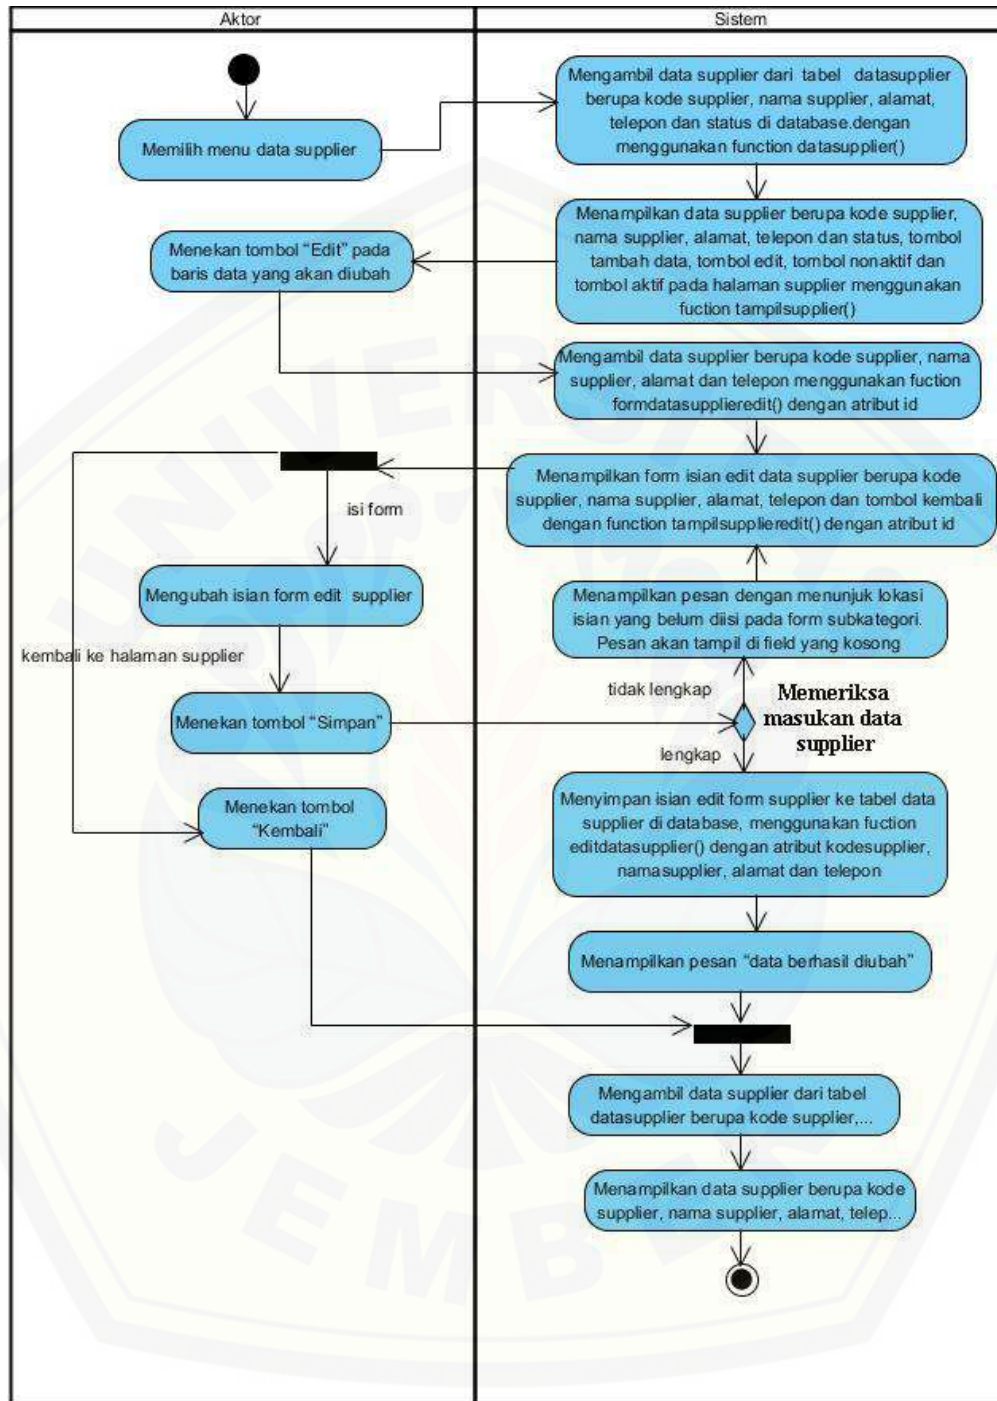 Aktor
Sistem
Mengambil data supplier dari tabel datasupplier
berupa kode supplier, nama supplier, alamat,
telepon dan status di database.dengan
menggunakan function datasupplier()
Memilih menu data supplier
Menampilkan data supplier berupa kode supplier,
nama supplier, alamat, telepon dan status, tombol
tambah data, tombol edit, tombol nonaktif dan
tombol aktif pada halaman supplier menggunakan
fuction tampilsupplier()
Menekan tombol “Edit” pada
baris data yang akan diubah
Mengambil data supplier berupa kode supplier, nama
supplier, alamat dan telepon menggunakan fuction
formdatasupplieredit() dengan atribut id
Menampilkan form isian edit data supplier berupa kode
supplier, nama supplier, alamat, telepon dan tombol kembali
dengan function tampilsupplieredit() dengan atribut id
isi form
Mengubah isian form edit supplier
Menampilkan pesan dengan menunjuk lokasi
isian yang belum diisi pada form subkategori.
Pesan akan tampil di field yang kosong
kembali ke halaman supplier
tidak lengkap
Memeriksa
masukan data
supplier
Menekan tombol “Simpan”
lengkap
Menekan tombol
“Kembali”
Menyimpan isian edit form supplier ke tabel data
supplier di database, menggunakan fuction
editdatasupplier() dengan atribut kodesupplier,
namasupplier, alamat dan telepon
Menampilkan pesan “data berhasil diubah”
Mengambil data supplier dari tabel
datasupplier berupa kode supplier,...
Menampilkan data supplier berupa kode
supplier, nama supplier, alamat, telep...
UNIVERSITAS
JEMBER